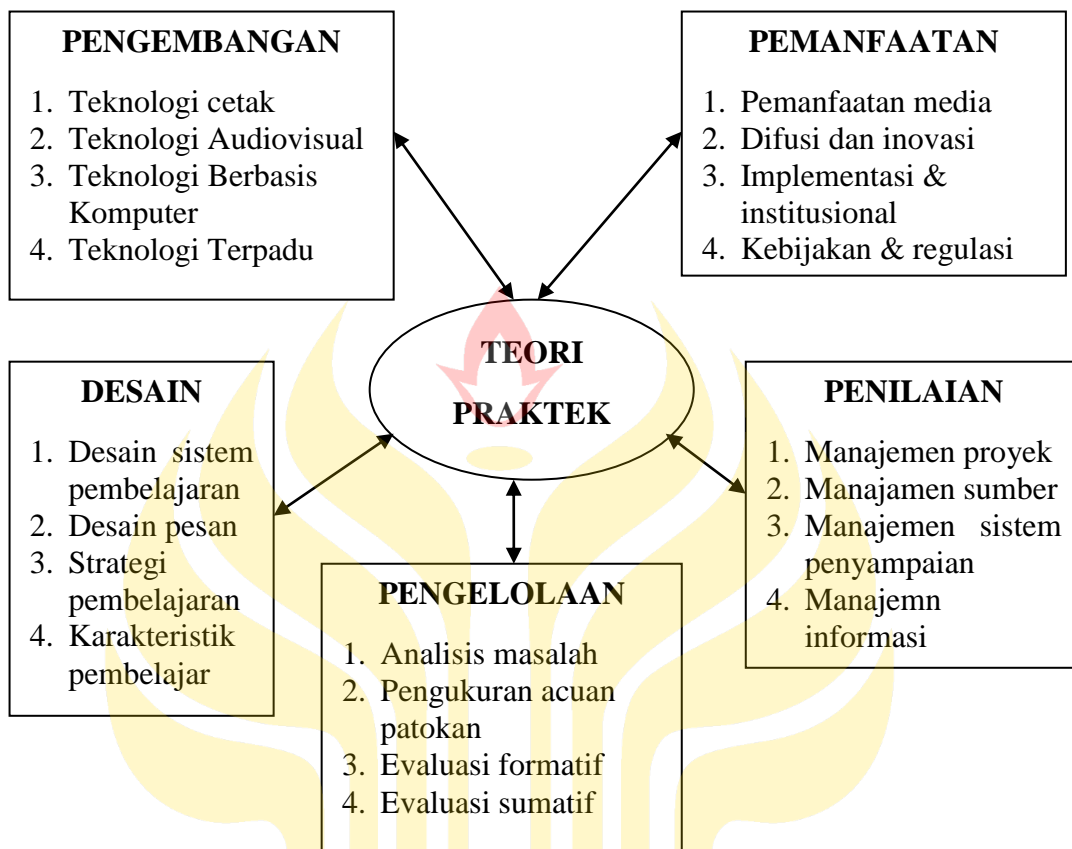 PENGEMBANGAN
1. Teknologi cetak
2. Teknologi Audiovisual
3. Teknologi Berbasis
Komputer
4. Teknologi Terpadu
PEMANFAATAN
1. Pemanfaatan media
2. Difusi dan inovasi
3. Implementasi &
institusional
4. Kebijakan & regulasi
TEORI
PRAKTEK
DESAIN
1. Desain sistem
pembelajaran
2. Desain pesan
3. Strategi
pembelajaran
4. Karakteristik
pembelajar
PENILAIAN
1. Manajemen proyek
2. Manajamen sumber
3. Manajemen sistem
penyampaian
4. Manajemn
informasi
PENGELOLAAN
1. Analisis masalah
2. Pengukuran acuan
patokan
3. Evaluasi formatif
4. Evaluasi sumatif